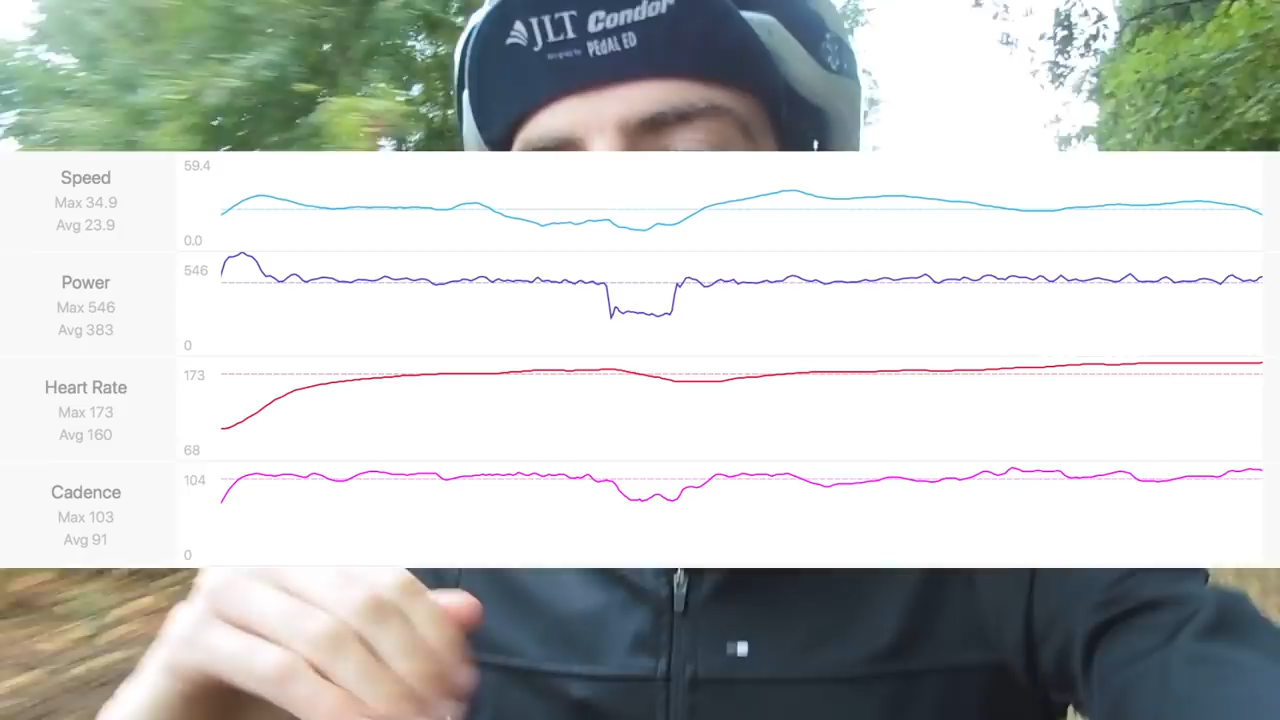 JLT Condor
PEdAL ED
Speed
Max 34.9
Avg 23.9
59.4
0.0
Power
Max 546
Avg 383
546
0
Heart Rate
Max 173
Avg 160
173
68
Cadence
Max 103
Avg 91
104
0